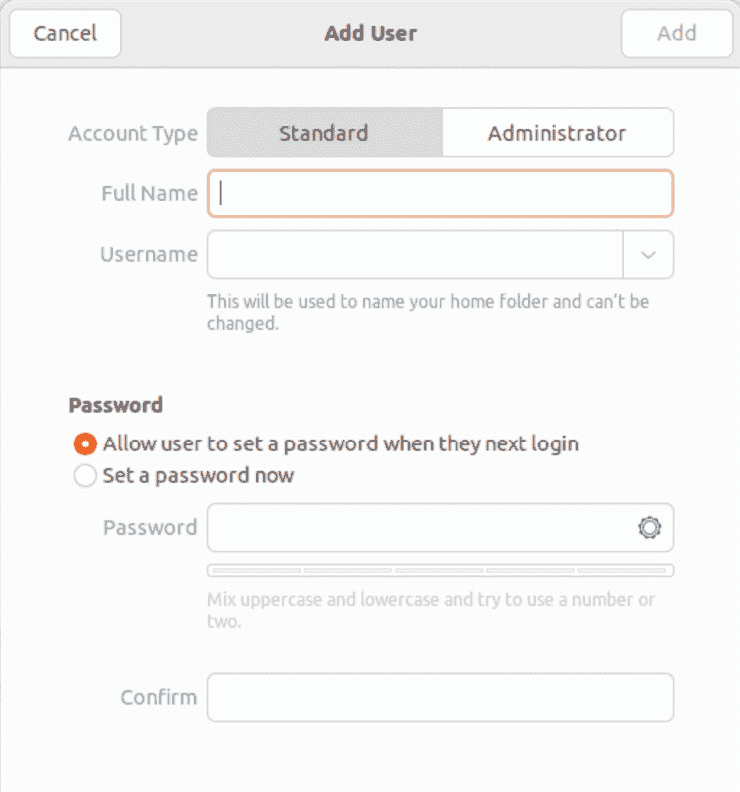 Cancel Add User Add
Account Type Standard Administrator
Full Name
Username
This will be used to name your home folder and can't be
changed.
Password
Allow user to set a password when they next login
Set a password now
Password
Mix uppercase and lowercase and try to use a number or
two.
Confirm